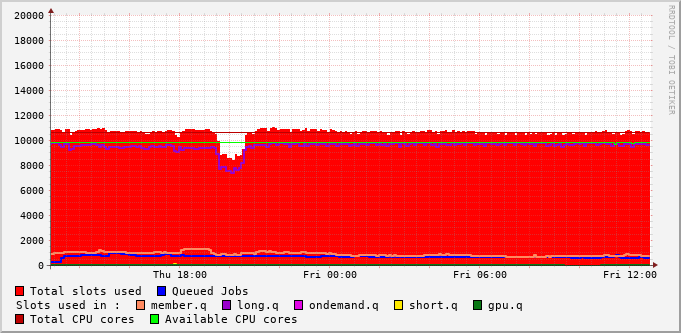 20000
18000
16000
14000
12000
10000
8000
6000
4000
2000
0
Thu 18:00 Fri 00:00 Fri 06:00 Fri 12:00
RRDTOOL / TOBI OETIKER
Total slots used Queued Jobs
Slots used in : member.q long.q ondemand.q short.q gpu.q
Total CPU cores Available CPU cores